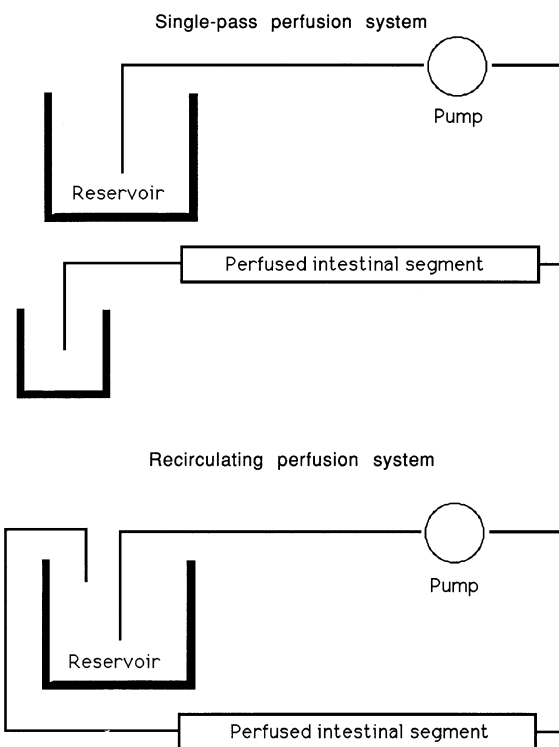 Single-pass perfusion system
Pump
Reservoir
Perfused intestinal segment
Recirculating perfusion system
Pump
Reservoir
Perfused intestinal segment